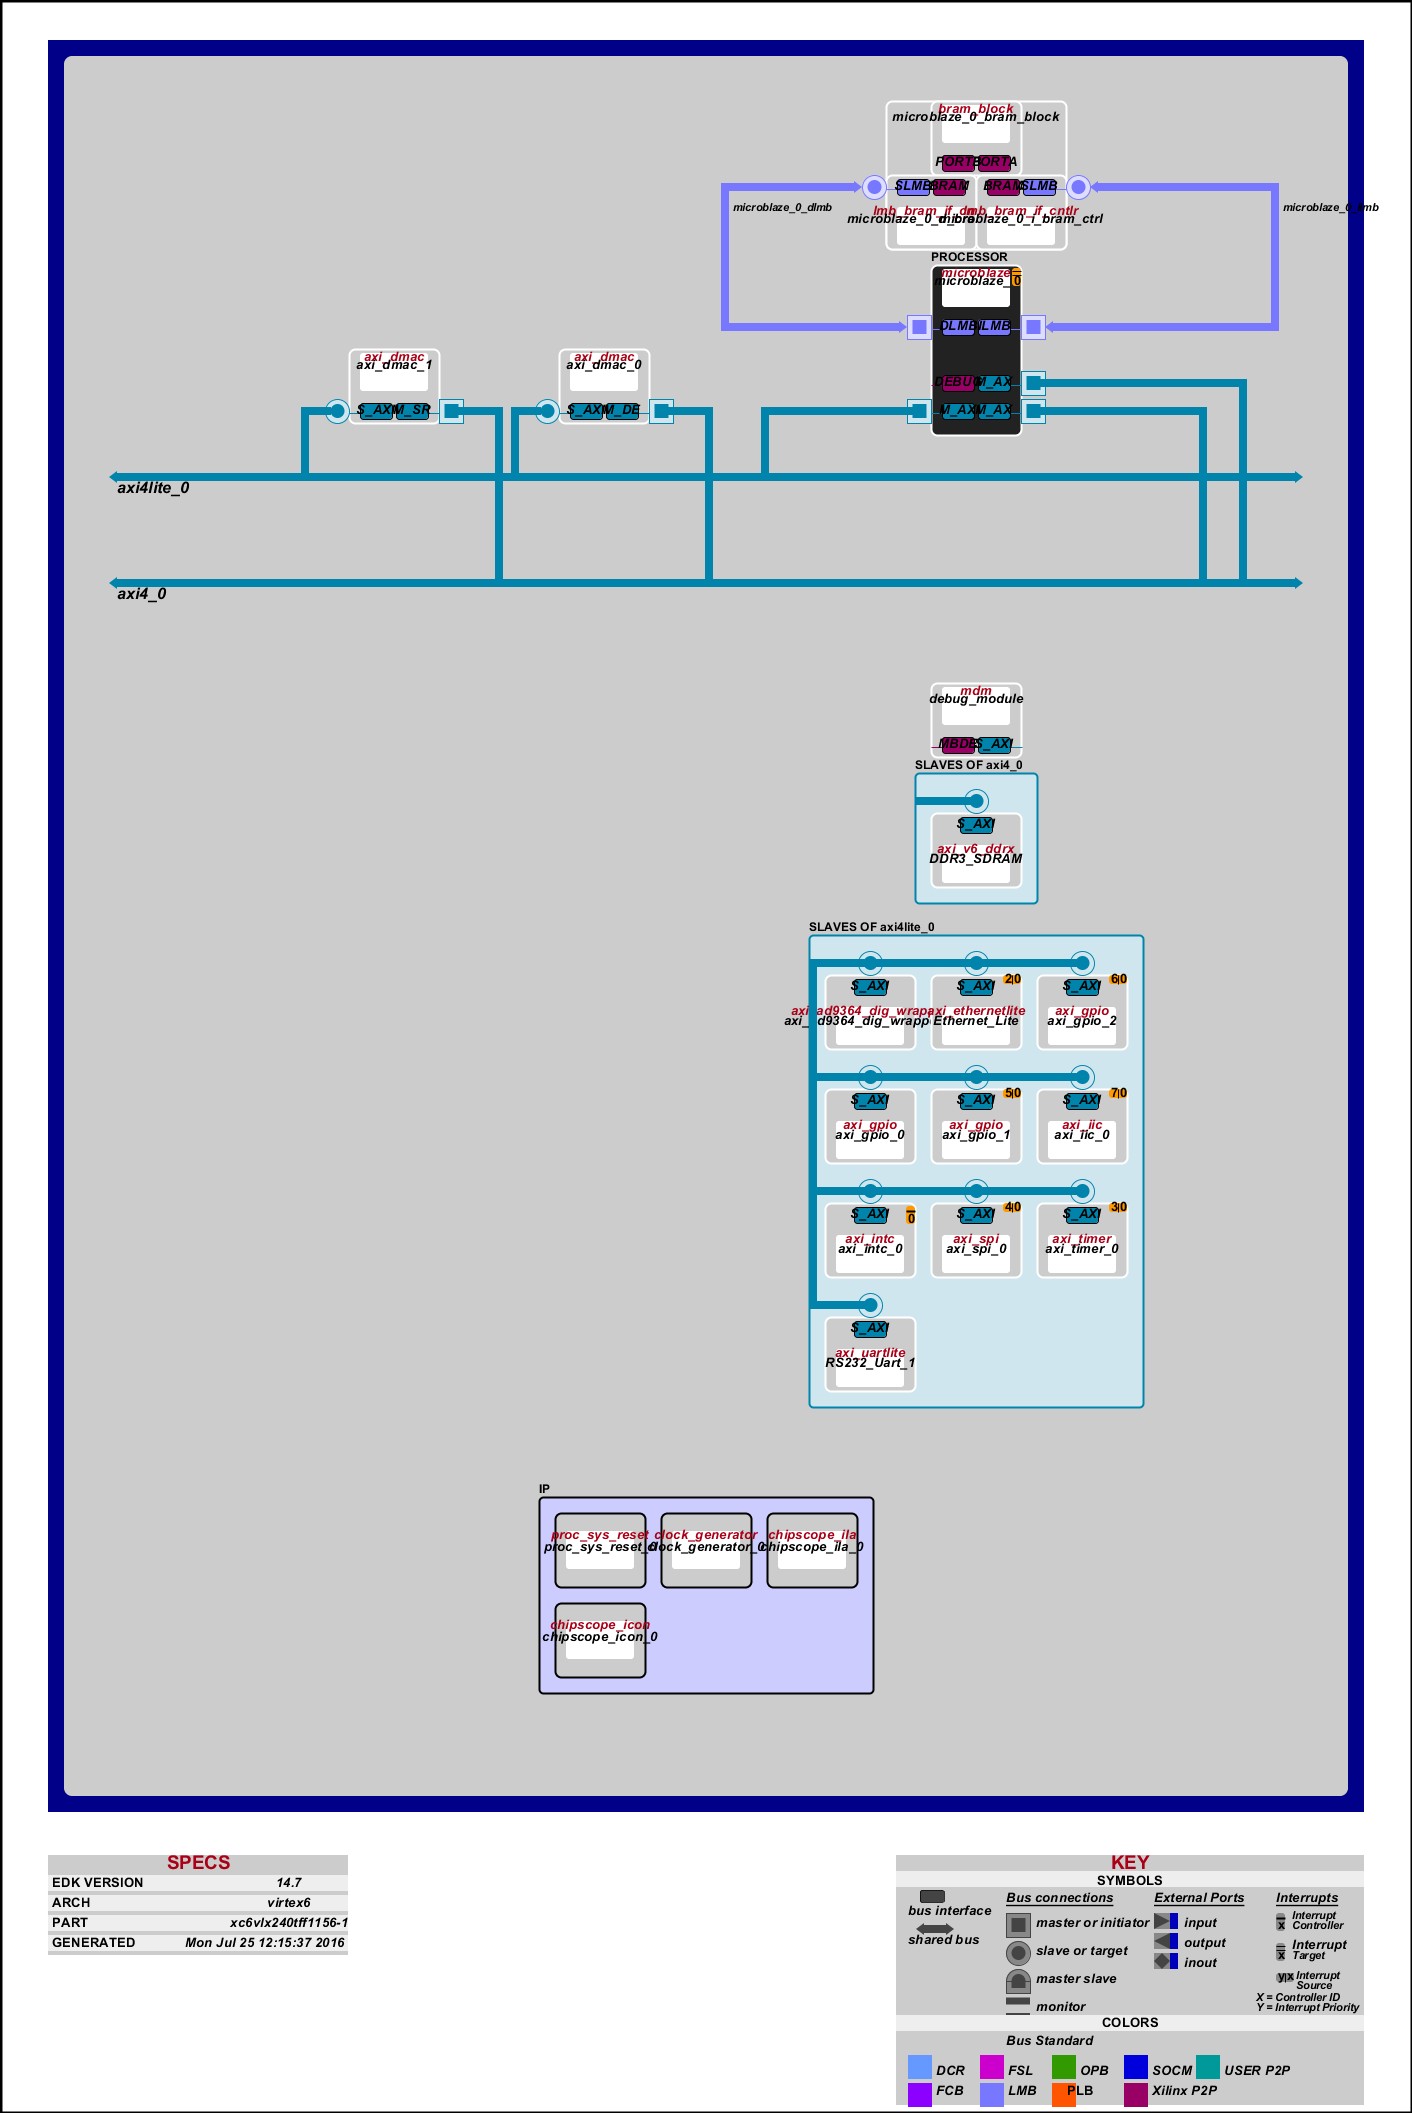 bram_block
microblaze_0_bram_block
PORTB PORTA
SLMB BRAM BRAM SLMB
microblaze_0_dlmb
lmb_bram_if_cntlr
microblaze_0_i_bram_ctrl
PROCESSOR
microblaze
microblaze_0
0
DLMB ILMB
axi_dmac
axi_dmac_1
axi_dmac
axi_dmac_0
DEBUG M_AX
S_AXI M_SR
S_AXI M_DE
M_AX M_AX
axi4lite_0
axi4_0
mdm
debug_module
MBDE S_AXI
SLAVES OF axi4_0
S_AXI
axi_v6_ddrx
DDR3_SDRAM
SLAVES OF axi4lite_0
S_AXI S_AXI 2|0 S_AXI 6|0
axi_ad9364_dig_wrapp axi_ethernetlite axi_gpio
axi_ad9364_dig_wrapp Ethernet_Lite axi_gpio_2
S_AXI S_AXI 5|0 S_AXI 7|0
axi_gpio axi_gpio axi_iic
axi_gpio_0 axi_gpio_1 axi_iic_0
S_AXI 0 S_AXI 4|0 S_AXI 3|0
axi_intc axi_spi axi_timer
axi_intc_0 axi_spi_0 axi_timer_0
S_AXI
axi_uartlite
RS232_Uart_1
IP
proc_sys_reset clock_generator chipscope_ila
proc_sys_reset_0 clock_generator_0 chipscope_ila_0
chipscope_icon
chipscope_icon_0
SPECS
EDK VERSION 14.7
ARCH virtex6
PART xc6vlx240tff1156-1
GENERATED Mon Jul 25 12:15:37 2016
KEY
SYMBOLS
bus interface
shared bus
Bus connections
master or initiator
slave or target
master slave
monitor
External Ports
input
output
inout
Interrupts
x Interrupt
Controller
x Interrupt
Target
y|x Interrupt
Source
X = Controller ID
Y = Interrupt Priority
COLORS
Bus Standard
DCR FSL OPB SOCM USER P2P
FCB LMB PLB Xilinx P2P